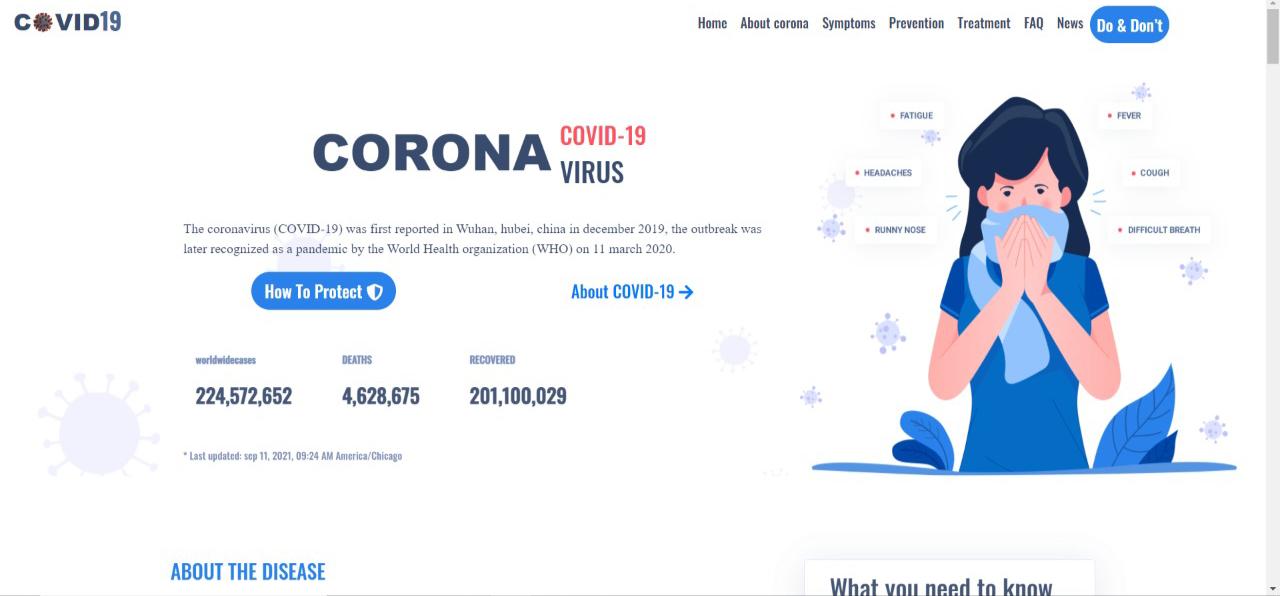 COVID19
Home About corona Symptoms Prevention Treatment FAQ News Do & Don't
CORONA
COVID-19
VIRUS
The coronavirus (COVID-19) was first reported in Wuhan, hubei, china in december 2019, the outbreak was
later recognized as a pandemic by the World Health organization (WHO) on 11 march 2020.
How To Protect
About COVID-19
worldwidecases DEATHS RECOVERED
224,572,652 4,628,675 201,100,029
* Last updated: sep 11, 2021, 09:24 AM America/Chicago
FATIGUE
FEVER
HEADACHES
COUGH
RUNNY NOSE
DIFFICULT BREATH
ABOUT THE DISEASE
What you need to know